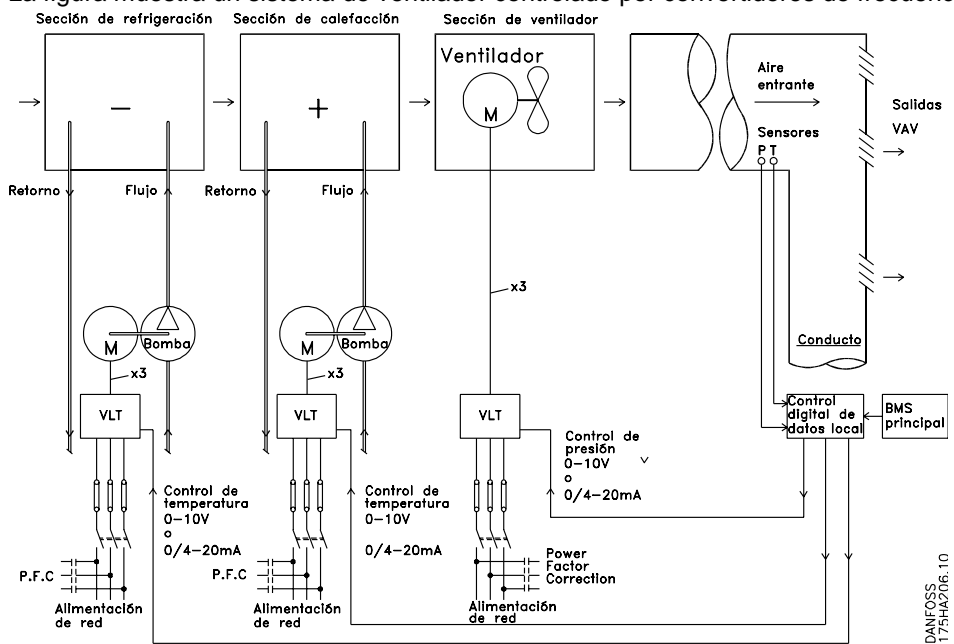 La figura muestra un sistema de ventilador controlado por convertidores de
Sección de refrigeración
Sección de calefacción
Sección de ventilador
Ventilador
M
Aire
entrante
Salidas
VAV
Sensores
P T
Retorno
Flujo
Retorno
Flujo
x3
M
Bomba
M
Bomba
x3
x3
Conducto
VLT
VLT
VLT
Control
digital de
datos local
BMS
principal
Control de
presión
0-10V
o
0/4-20mA
Control de
temperatura
0-10V
o
0/4-20mA
Control de
temperatura
0-10V
0/4-20mA
P.F.C
P.F.C
Power
Factor
Correction
Alimentación
de red
Alimentación
de red
Alimentación
de red
DANFOSS
175HA206.10